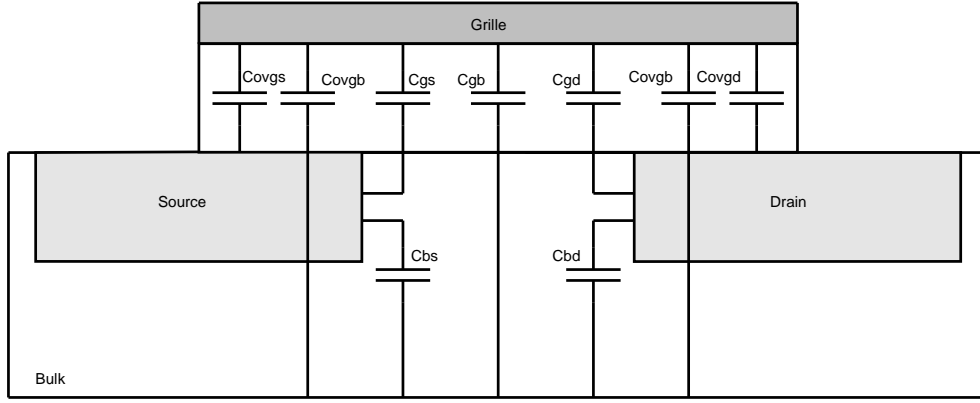 Grille
Covgs
Covgb
Cgs
Cgb
Cgd
Covgb
Covgd
Source
Drain
Cbs
Cbd
Bulk